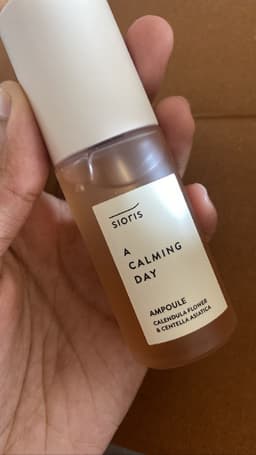 sioris
A
CALMING
DAY
AMPOULE
CALENDULA FLOWER
& CENTELLA ASIATICA